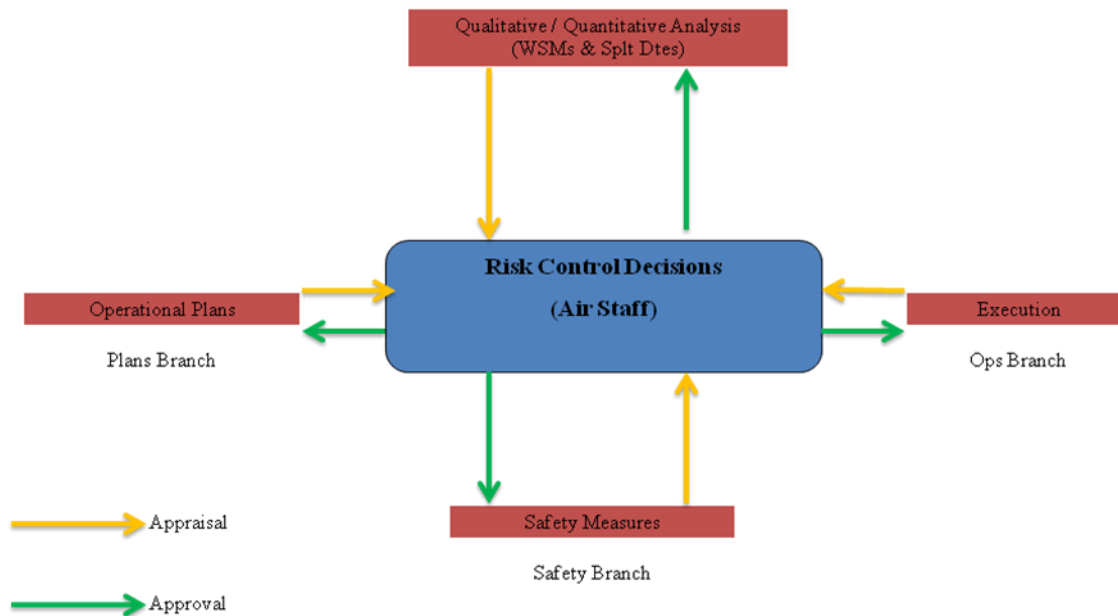 Qualitative / Quantitative Analysis
(WSMs & Splt Dtes)
Risk Control Decisions
(Air Staff)
Operational Plans
Execution
Plans Branch
Ops Branch
Safety Measures
Appraisal
Safety Branch
Approval